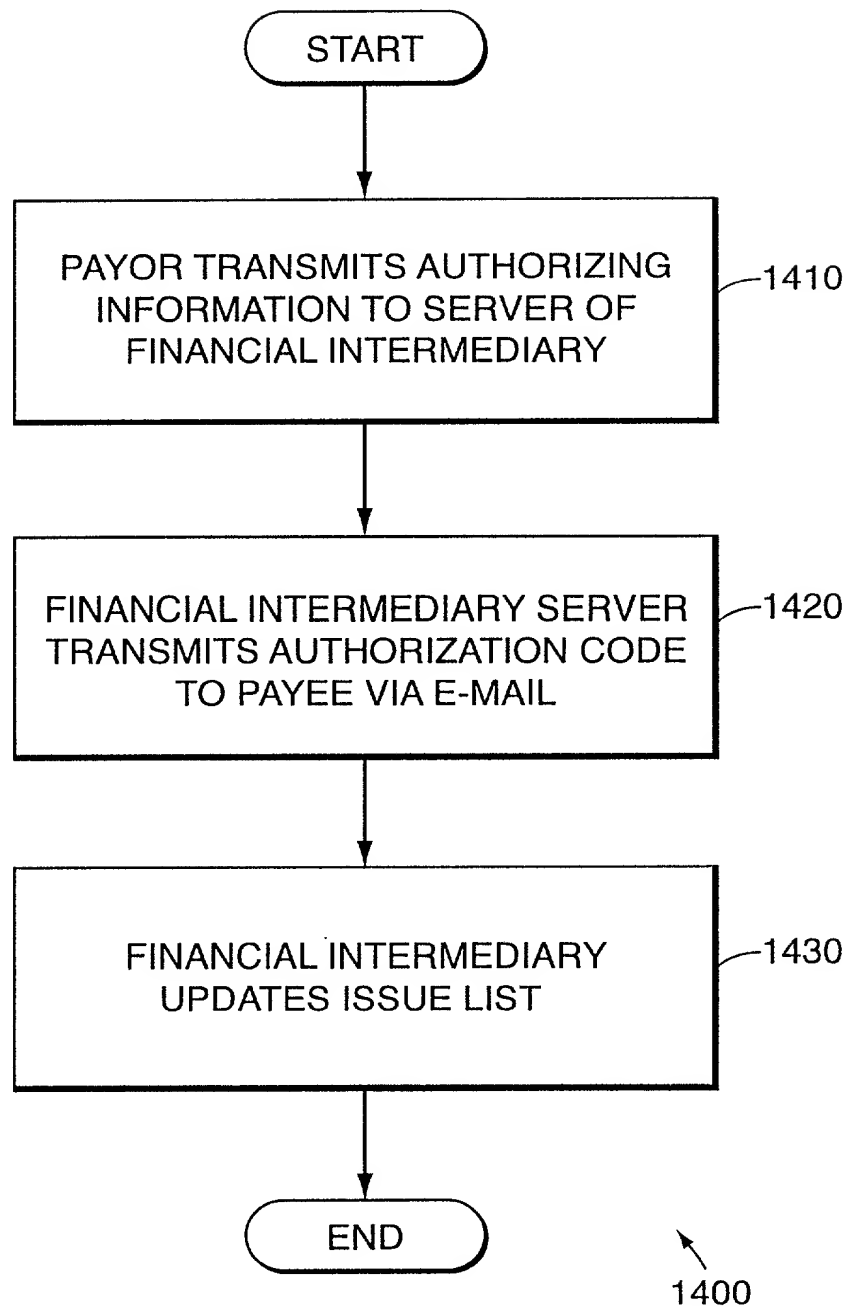 START
PAYOR TRANSMITS AUTHORIZING
INFORMATION TO SERVER OF
FINANCIAL INTERMEDIARY
1410
FINANCIAL INTERMEDIARY SERVER
TRANSMITS AUTHORIZATION CODE
TO PAYEE VIA E-MAIL
1420
FINANCIAL INTERMEDIARY
UPDATES ISSUE LIST
1430
END
1400